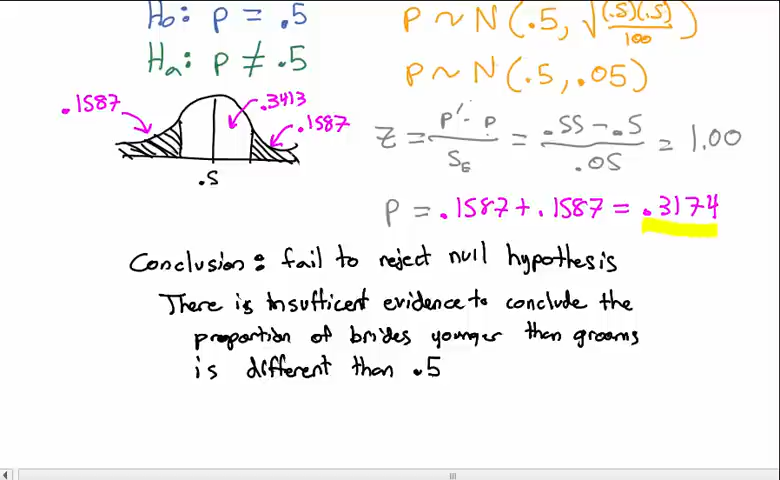 H₀: p = .5
Hₐ: p ≠ .5
P ~ N(.5, √((.5)(.5)/100))
P ~ N(.5, .05)
.1587
.3413
.1587
.5
Z = (p' - p)/S_E = (.55 - .5)/.05 = 1.00
P = .1587 + .1587 = .3174
Conclusion: fail to reject null hypothesis
There is insufficent evidence to conclude the
proportion of brides younger than grooms
is different than .5